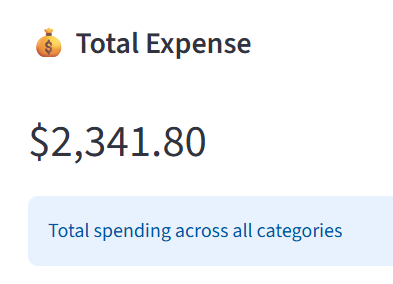 Total Expense
$2,341.80
Total spending across all categories